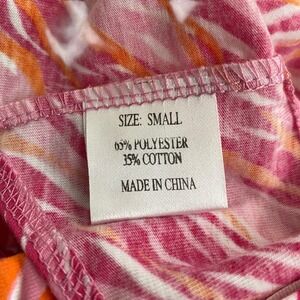 SIZE: SMALL
65% POLYESTER
35% COTTON
MADE IN CHINA